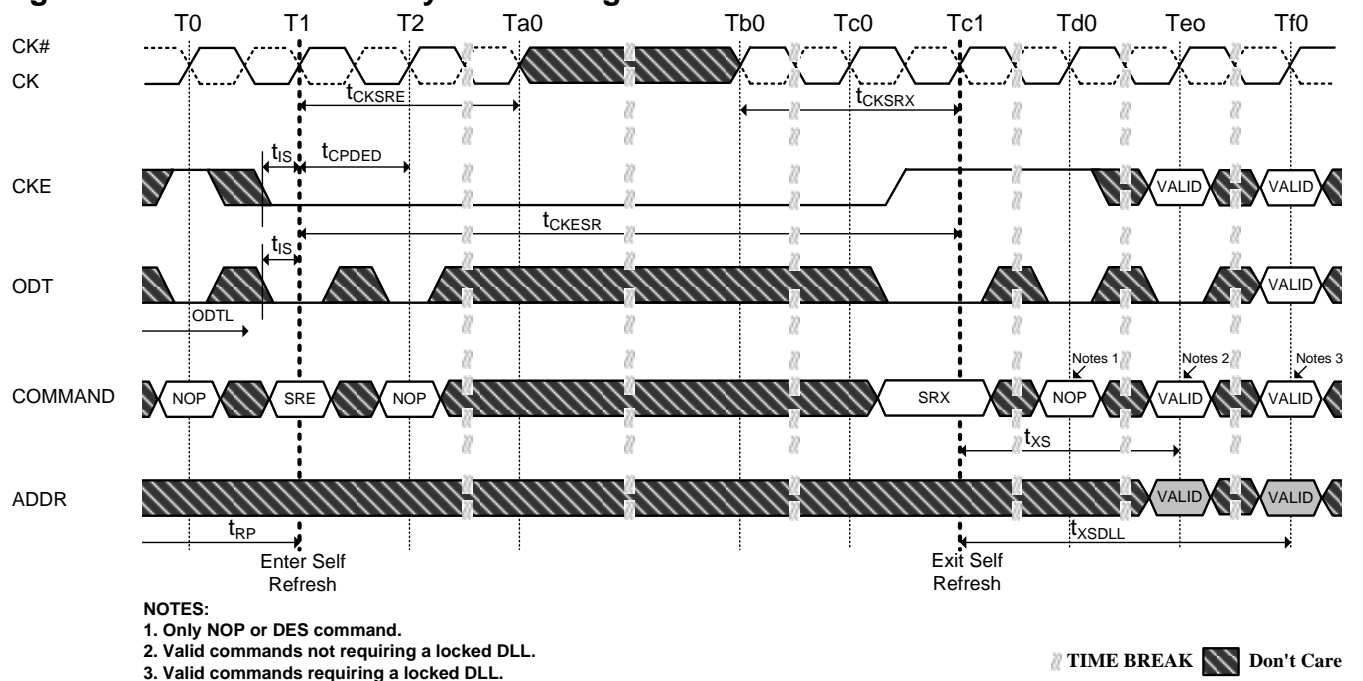 T0 T1 T2 Ta0 Tb0 Tc0 Tc1 Td0 Teo Tf0
CK#
CK
tCKSRE
tCKSRX
tIS
tCPDED
CKE
VALID
VALID
tCKESR
tIS
ODT
VALID
ODTL
Notes 1
Notes 2
Notes 3
COMMAND
NOP
SRE
NOP
SRX
NOP
VALID
VALID
tXS
ADDR
VALID
VALID
tRP
tXSDLL
Enter Self
Refresh
Exit Self
Refresh
NOTES:
1. Only NOP or DES command.
2. Valid commands not requiring a locked DLL.
3. Valid commands requiring a locked DLL.
TIME BREAK
Don't Care